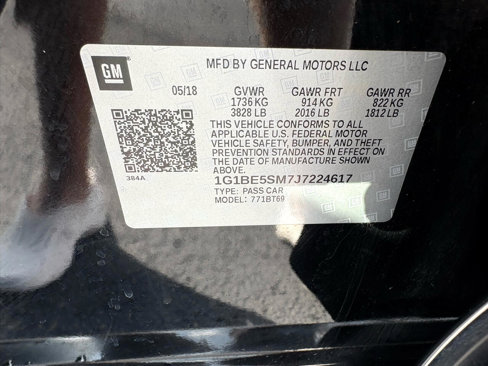 GM
MFD BY GENERAL MOTORS LLC
05/18 GVWR GAWR FRT GAWR RR
1736 KG 914 KG 822 KG
3828 LB 2016 LB 1812 LB
THIS VEHICLE CONFORMS TO ALL
APPLICABLE U.S. FEDERAL MOTOR
VEHICLE SAFETY, BUMPER, AND THEFT
PREVENTION STANDARDS IN EFFECT ON
THE DATE OF MANUFACTURE SHOWN
ABOVE.
384A
1G1BE5SM7J7224617
TYPE: PASS CAR
MODEL: 771BT69